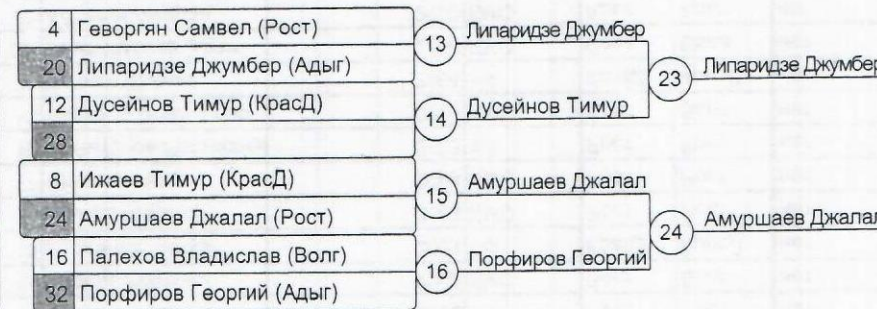 4 Геворгян Самвел (Рост)
20 Липаридзе Джумбер (Адыг)
12 Дусейнов Тимур (КрасД)
28
8 Ижаев Тимур (КрасД)
24 Амуршаев Джалал (Рост)
16 Палехов Владислав (Волг)
32 Порфиров Георгий (Адыг)
13 Липаридзе Джумбер
14 Дусейнов Тимур
15 Амуршаев Джалал
16 Порфиров Георгий
23 Липаридзе Джумбер
24 Амуршаев Джалал